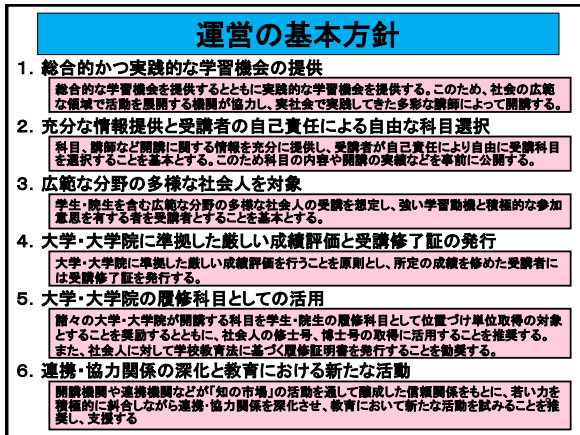 運営の基本方針
1．総合的かつ実践的な学習機会の提供
総合的な学習機会を提供するとともに実践的な学習機会を提供する。このため、社会の広範
な領域で活動を展開する機関が協力し、実社会で実践してきた多彩な講師によって開講する。
2．充分な情報提供と受講者の自己責任による自由な科目選択
科目、講師など開講に関する情報を充分に提供し、受講者が自己責任により自由に受講科目
を選択することを基本とする。このため科目の内容や開講の実績などを事前に公開する。
3．広範な分野の多様な社会人を対象
学生・院生を含む広範な分野の多様な社会人の受講を想定し、強い学習動機と積極的な参加
意思を有する者を受講者とすることを基本とする。
4．大学・大学院に準拠した厳しい成績評価と受講修了証の発行
大学・大学院に準拠した厳しい成績評価を行うことを原則とし、所定の成績を修めた受講者に
は受講修了証を発行する。
5．大学・大学院の履修科目としての活用
諸々の大学・大学院が開講する科目を学生・院生の履修科目として位置づけ単位取得の対象
とすることを奨励するとともに、社会人の修士号、博士号の取得に活用することを推奨する。
また、社会人に対して学校教育法に基づく履修証明書を発行することを勧奨する。
6．連携・協力関係の深化と教育における新たな活動
開講機関や連携機関などが「知の市場」の活動を通して醸成した信頼関係をもとに、若い力を
積極的に糾合しながら連携・協力関係を深化させ、教育において新たな活動を試みることを推
奨し、支援する